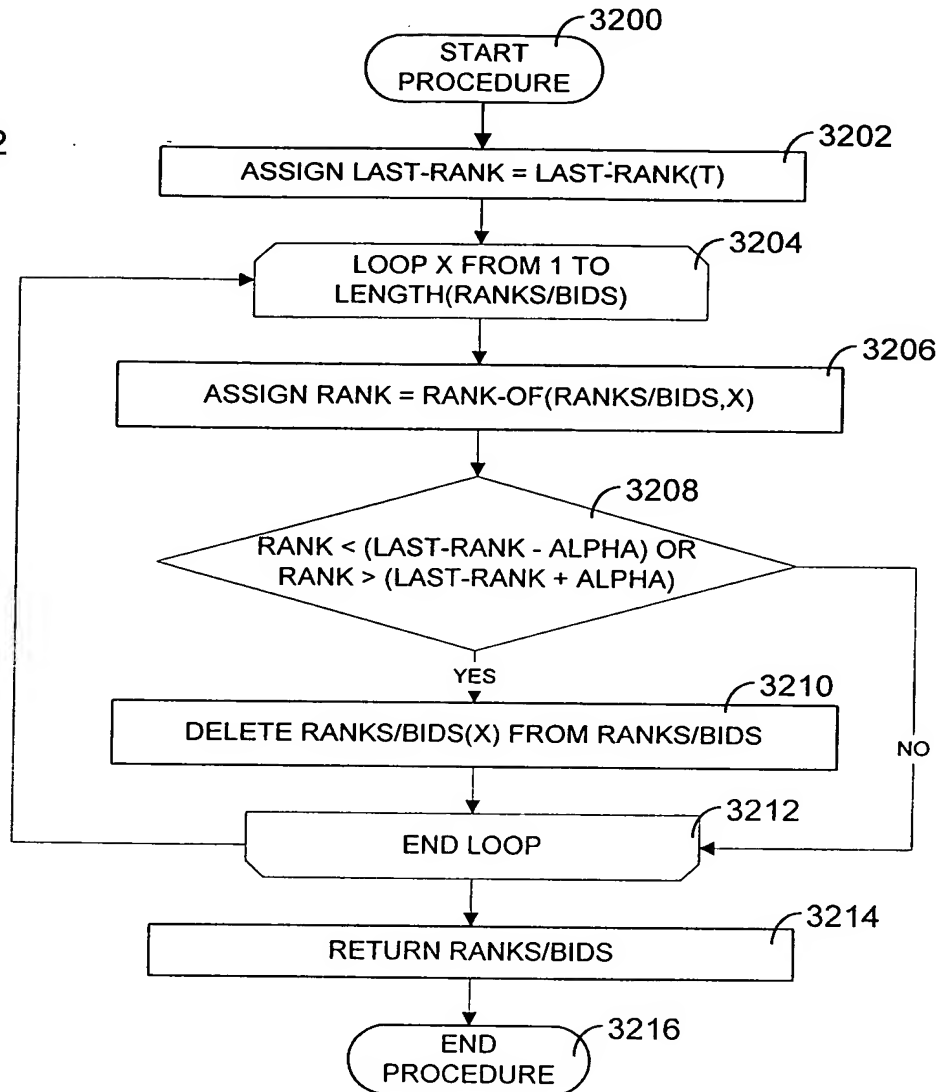 3200
START
PROCEDURE
2
3202
ASSIGN LAST-RANK = LAST-RANK(T)
3204
LOOP X FROM 1 TO
LENGTH(RANKS/BIDS)
3206
ASSIGN RANK = RANK-OF(RANKS/BIDS,X)
3208
RANK < (LAST-RANK - ALPHA) OR
RANK > (LAST-RANK + ALPHA)
YES
3210
DELETE RANKS/BIDS(X) FROM RANKS/BIDS
NO
3212
END LOOP
3214
RETURN RANKS/BIDS
3216
END
PROCEDURE